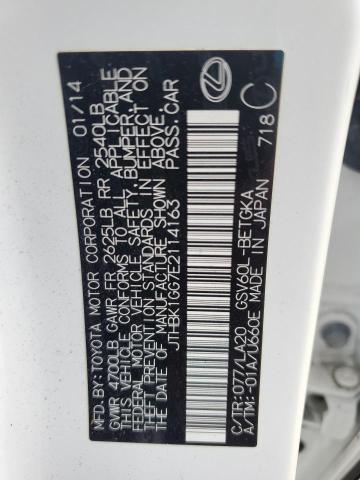 MFD.BY:TOYOTA MOTOR CORPORATION 01/14
GVWR 4700LB GAWR FR 2625LB RR 2540LB
THIS VEHICLE CONFORMS TO ALL APPLICABLE
FEDERAL MOTOR VEHICLE SAFETY, BUMPER, AND
THEFT PREVENTION STANDARDS IN EFFECT
ON THE DATE OF MANUFACTURE SHOWN ABOVE.
JTHBK1GG7E2114163 PASS.CAR
C/TR:077/LA20 GSV60L-BETGKA
A/TM:-01A/U660E MADE IN JAPAN 718 C